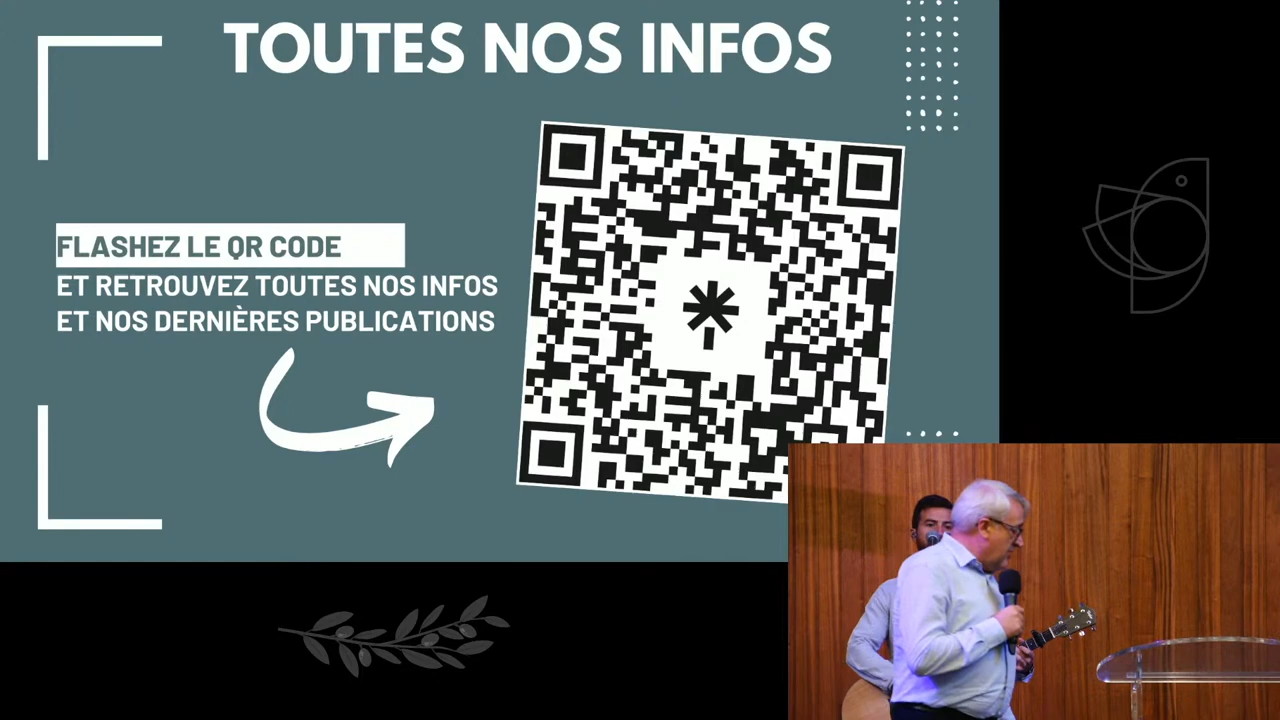 TOUTES NOS INFOS
FLASHEZ LE QR CODE
ET RETROUVEZ TOUTES NOS INFOS
ET NOS DERNIÈRES PUBLICATIONS